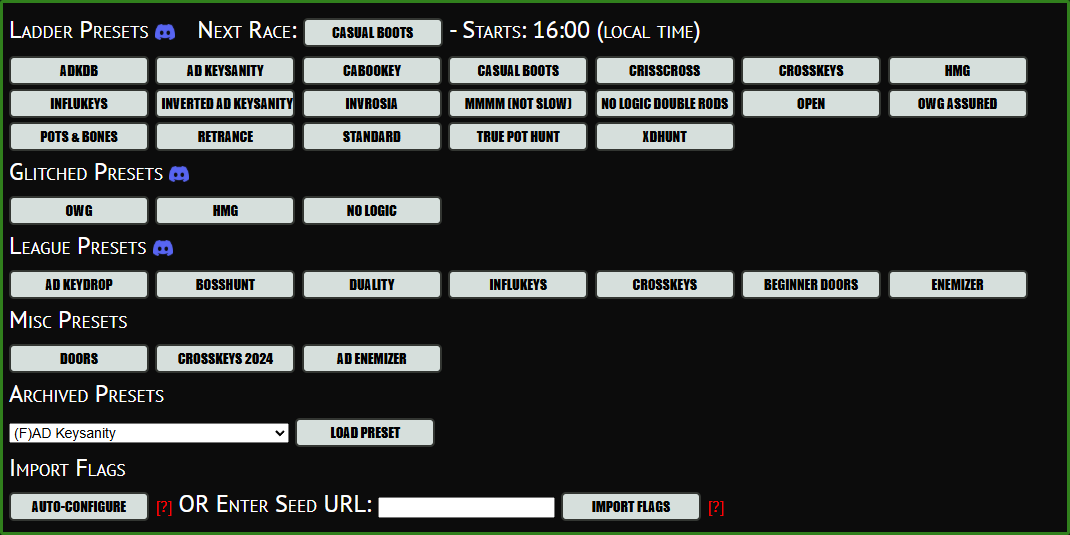 Ladder Presets Next Race: CASUAL BOOTS - Starts: 16:00 (local time)
ADKDB AD KEYSANITY CABOOKEY CASUAL BOOTS CRISSCROSS CROSSKEYS HMG
INFLUKEYS INVERTED AD KEYSANITY INVROSIA MMMM (NOT SLOW) NO LOGIC DOUBLE RODS OPEN OWG ASSURED
POTS & BONES RETRANCE STANDARD TRUE POT HUNT XDHUNT
Glitched Presets
OWG HMG NO LOGIC
League Presets
AD KEYDROP BOSSHUNT DUALITY INFLUKEYS CROSSKEYS BEGINNER DOORS ENEMIZER
Misc Presets
DOORS CROSSKEYS 2024 AD ENEMIZER
Archived Presets
(F)AD Keysanity LOAD PRESET
Import Flags
AUTO-CONFIGURE [?] OR Enter Seed URL: IMPORT FLAGS [?]